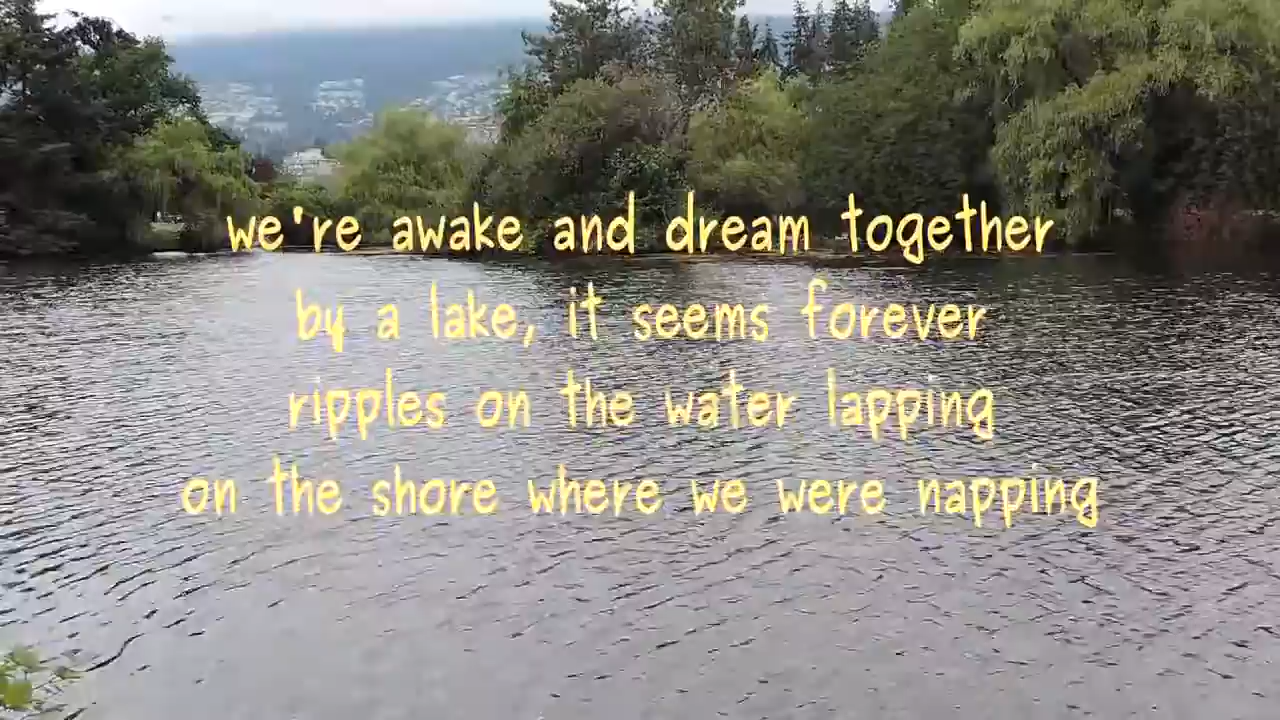 we're awake and dream together
by a lake, it seems forever
ripples on the water lapping
on the shore where we were napping